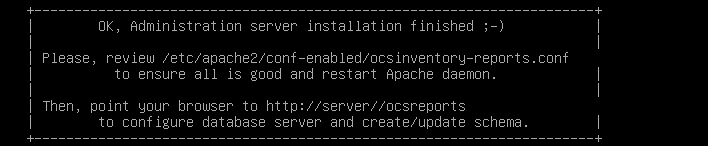 OK, Administration server installation finished ;-)
Please, review /etc/apache2/conf-enabled/ocsinventory-reports.conf
to ensure all is good and restart Apache daemon.
Then, point your browser to http://server//ocsreports
to configure database server and create/update schema.